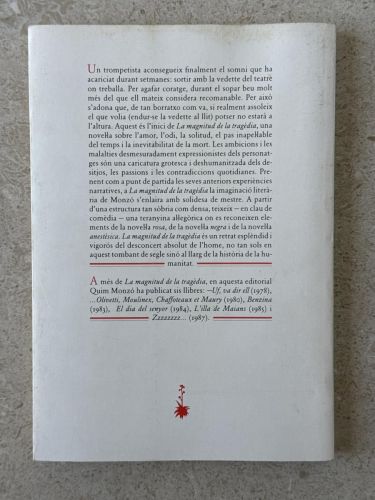 Un trompetista aconsegueix finalment el somni que ha
acariciat durant setmanes: sortir amb la vedette del teatre
on treballa. Per agafar coratge, durant el sopar beu molt
més del que ell mateix considera recomanable. Per això
s'adona que, de tan borratxo com va, si realment assoleix
el que volia (endur-se la vedette al llit) potser no estarà a
l'altura. Aquest és l'inici de La magnitud de la tragèdia, una
novel·la sobre l'amor, l'odi, la solitud, el pas inapel·lable
del temps i la inevitabilitat de la mort. Les ambicions i les
malalties desmesuradament expressionistes dels personat-
ges són una caricatura grotesca i deshumanitzada dels de-
sitjos, les passions i les contradiccions quotidianes. Pre-
nent com a punt de partida les seves anteriors experiències
narratives, a La magnitud de la tragèdia la imaginació literà-
ria de Monzó s'enlaira amb solidesa de mestre. A partir
d'una estructura tan sòbria com densa, teixeix — en clau de
comèdia — una teranyina al·legòrica on es reconeixen elements
de la novel·la rosa, de la novel·la negra i de la novel·la
anestèsica. La magnitud de la tragèdia és un retrat esplèndid i
vigorós del desconcert absolut de l'home, no tan sols en
aquest tombant de segle sinó al llarg de la història de la hu-
manitat.
A més de La magnitud de la tragèdia, en aquesta editorial
Quim Monzó ha publicat sis llibres: —Uf, va dir ell (1978),
...Olivetti, Moulinex, Chaffoteaux et Maury (1980), Benzina
(1983), El dia del senyor (1984), L'illa de Maians (1985) i
Zzzzzzzz... (1987).